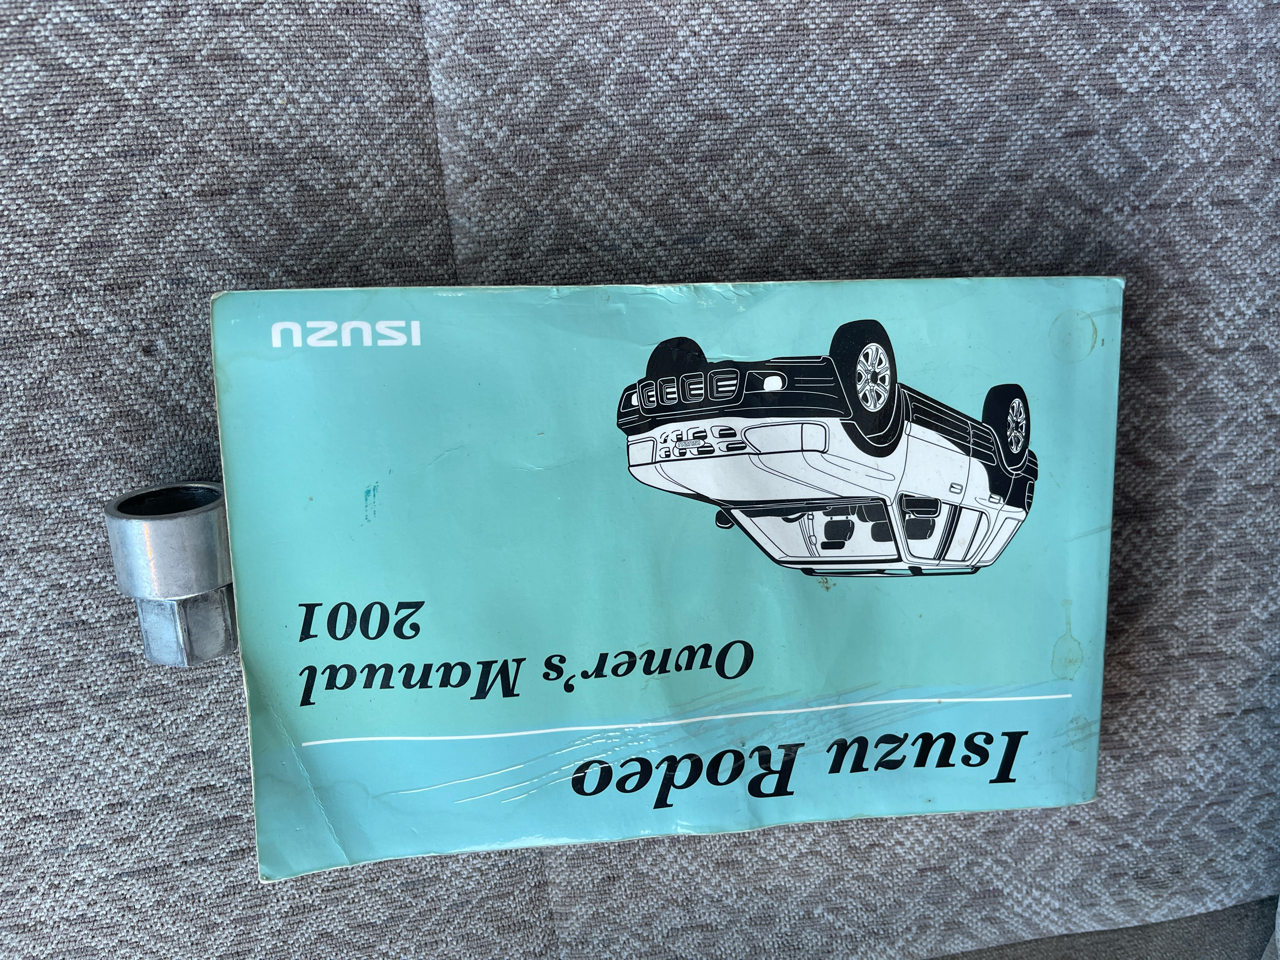 Isuzu Rodeo
Owner's Manual
2001
ISUZU